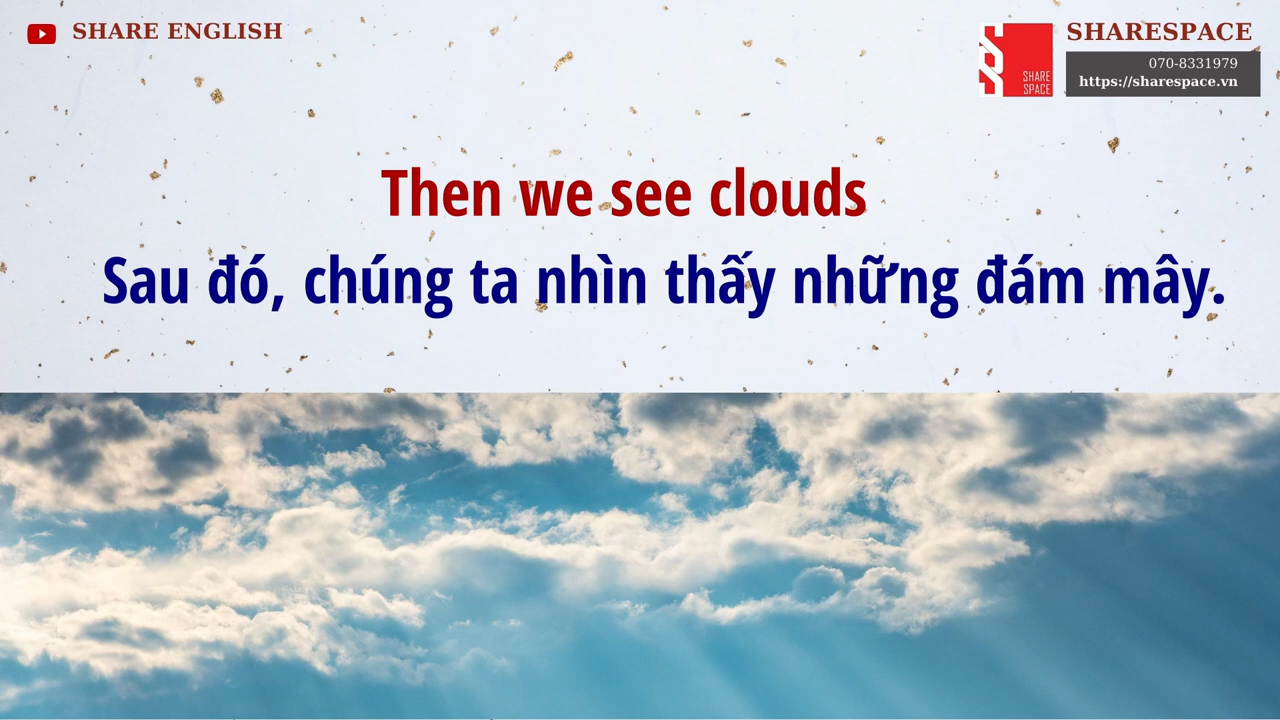 SHARE ENGLISH
SHARESPACE
070-8331979
https://sharespace.vn
SHARE
SPACE
Then we see clouds
Sau đó, chúng ta nhìn thấy những đám mây.